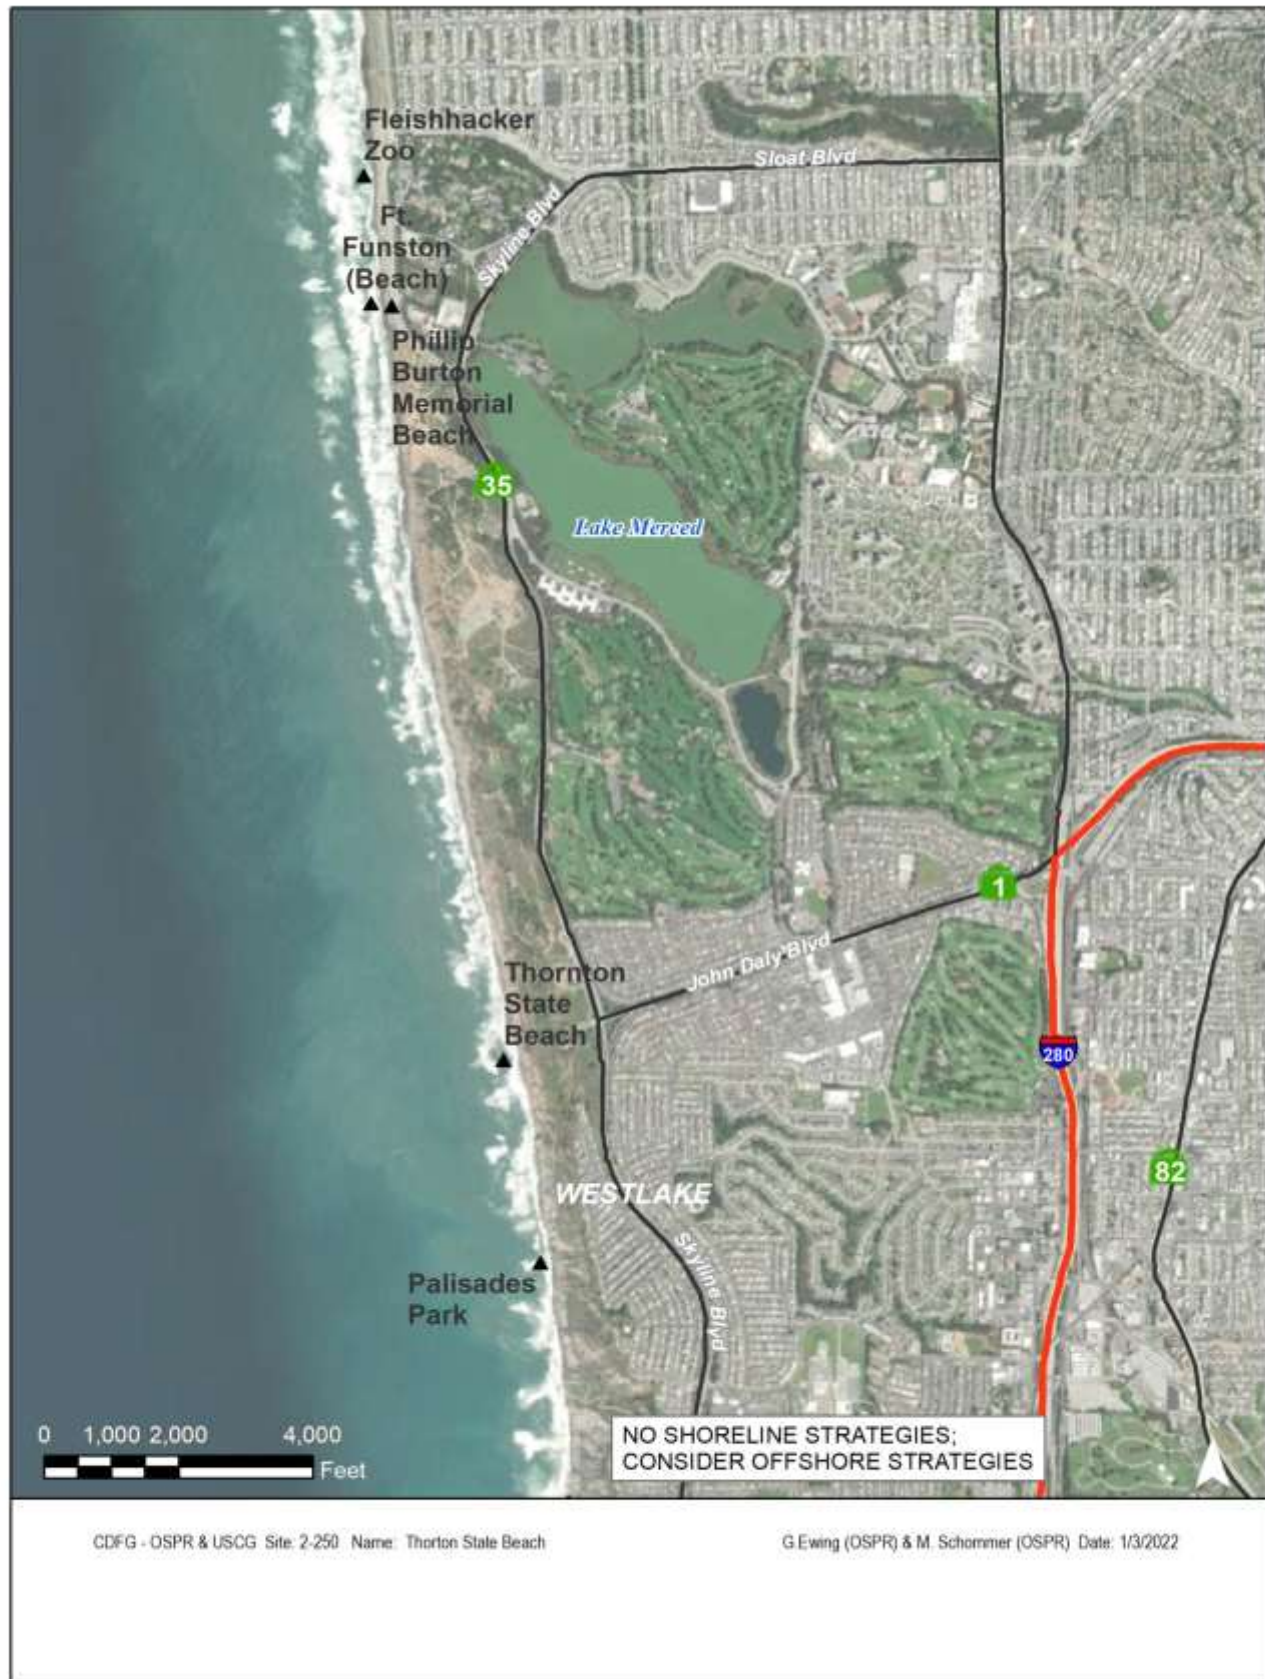 Fleishhacker
Zoo
Sloat Blvd
Skyline Blvd
Ft.
Funston
(Beach)
Phillip
Burton
Memorial
Beach
35
Lake Merced
1
John Daly Blvd
Thornton
State
Beach
280
82
WESTLAKE
Skyline Blvd
Palisades
Park
0 1,000 2,000 4,000
Feet
NO SHORELINE STRATEGIES;
CONSIDER OFFSHORE STRATEGIES
CDFG - OSPR & USCG Site: 2-250 Name: Thorton State Beach
G.Ewing (OSPR) & M. Schommer (OSPR) Date: 1/3/2022